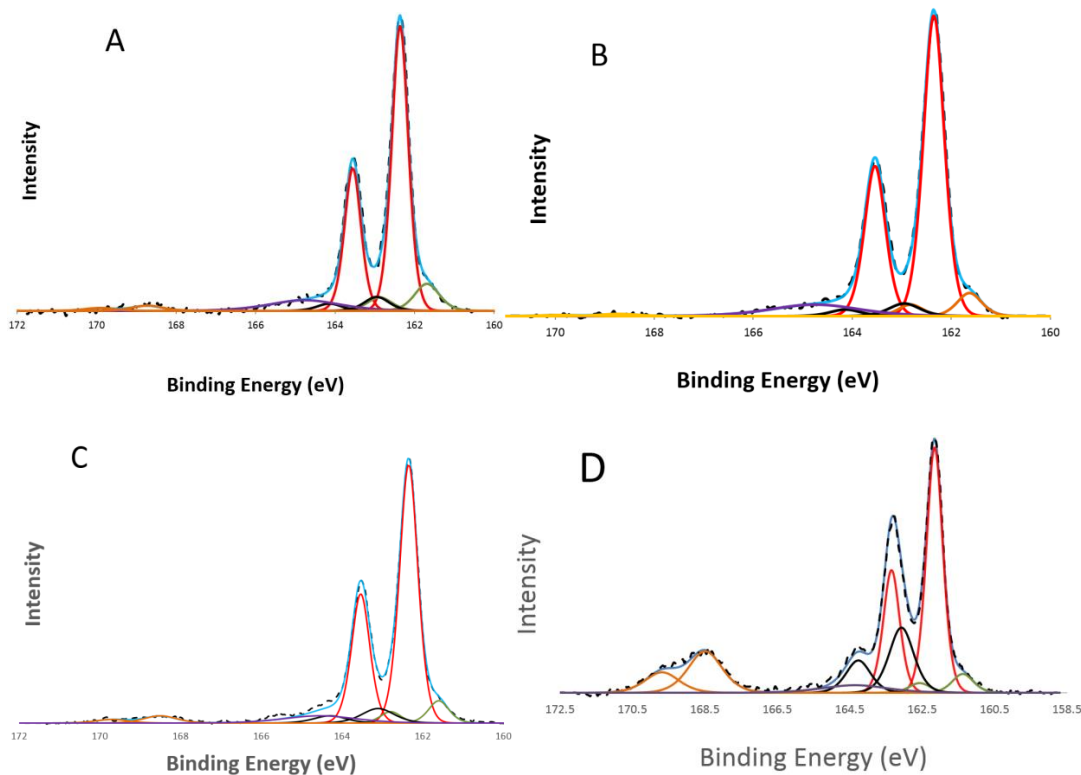 A
Intensity
172 170 168 166 164 162 160
Binding Energy (eV)
B
Intensity
170 168 166 164 162 160
Binding Energy (eV)
C
Intensity
172 170 168 166 164 162 160
Binding Energy (eV)
D
Intensity
172.5 170.5 168.5 166.5 164.5 162.5 160.5 158.5
Binding Energy (eV)